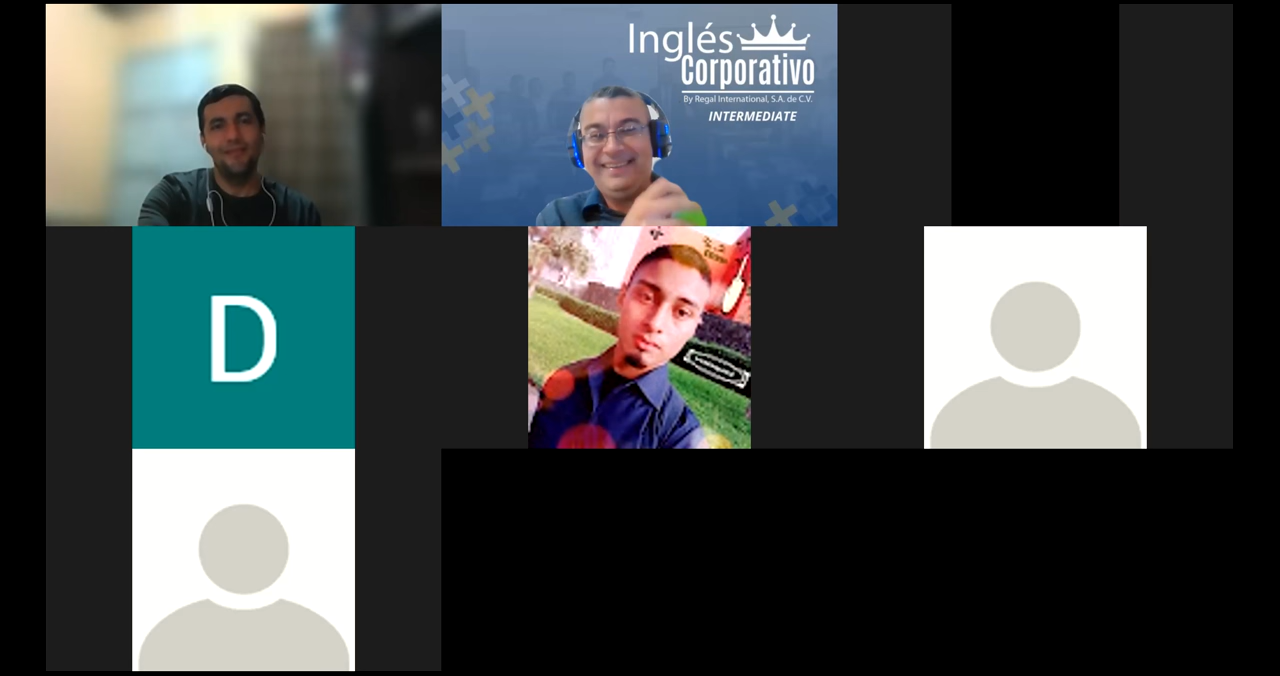 Inglés
Corporativo
By Regal International, S.A. de C.V.
INTERMEDIATE
D